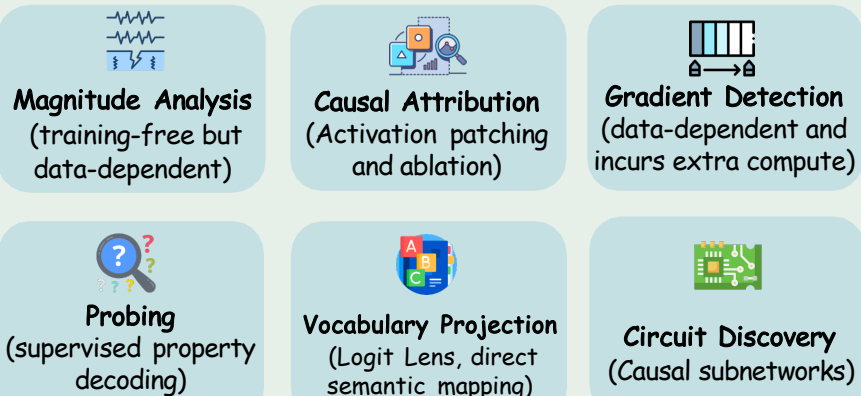 Magnitude Analysis
(training-free but
data-dependent)
Causal Attribution
(Activation patching
and ablation)
Gradient Detection
(data-dependent and
incurs extra compute)
?
?
?
? ? ? ?
Probing
(supervised property
decoding)
A
B
C
Vocabulary Projection
(Logit Lens, direct
semantic mapping)
Circuit Discovery
(Causal subnetworks)